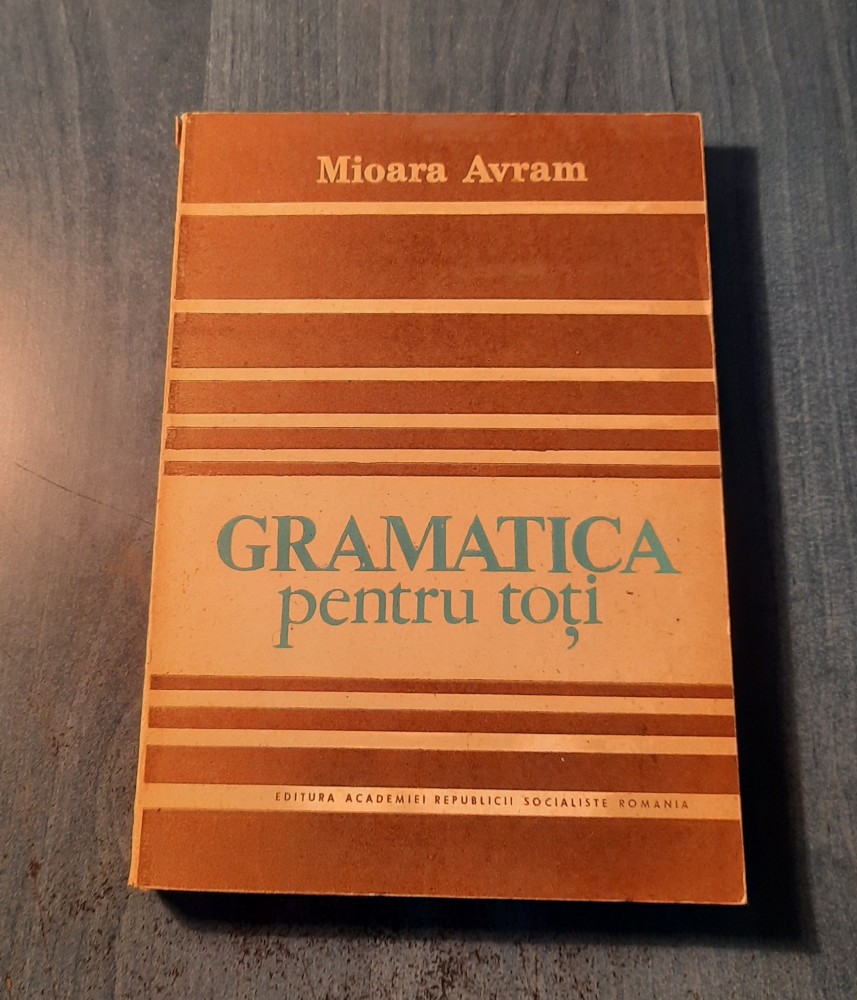 Mioara Avram
GRAMATICA
pentru toți
EDITURA ACADEMIEI REPUBLICII SOCIALISTE ROMANIA